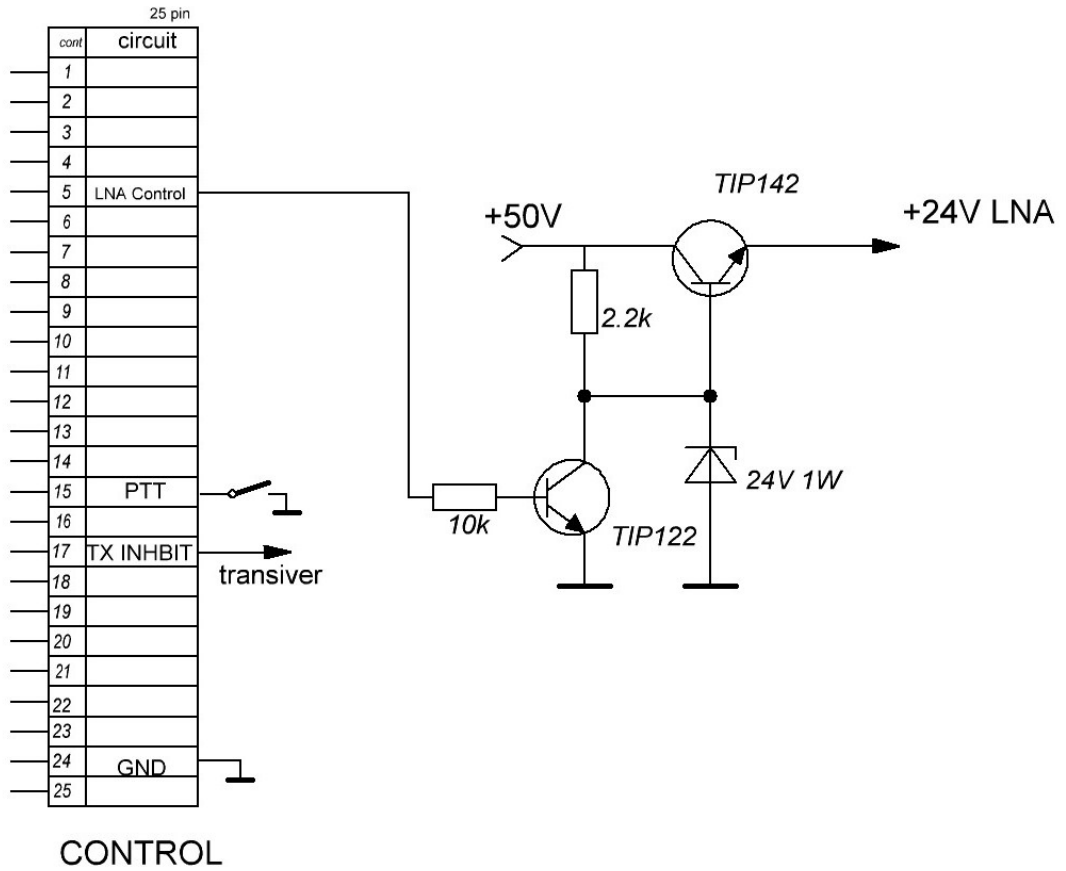 25 pin
cont circuit
1
2
3
4
5 LNA Control
6
7
8
9
10
11
12
13
14
15 PTT
16
17 TX INHBIT
18
19
20
21
22
23
24 GND
25
transiver
CONTROL
+50V
TIP142
+24V LNA
2.2k
10k
TIP122
24V 1W